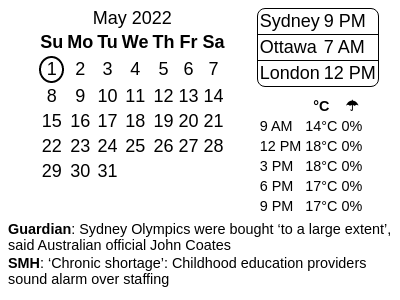 May 2022
Su Mo Tu We Th Fr Sa
1 2 3 4 5 6 7
8 9 10 11 12 13 14
15 16 17 18 19 20 21
22 23 24 25 26 27 28
29 30 31
Sydney 9 PM
Ottawa 7 AM
London 12 PM
°C ☂
9 AM 14°C 0%
12 PM 18°C 0%
3 PM 18°C 0%
6 PM 17°C 0%
9 PM 17°C 0%
Guardian: Sydney Olympics were bought ‘to a large extent’,
said Australian official John Coates
SMH: ‘Chronic shortage’: Childhood education providers
sound alarm over staffing